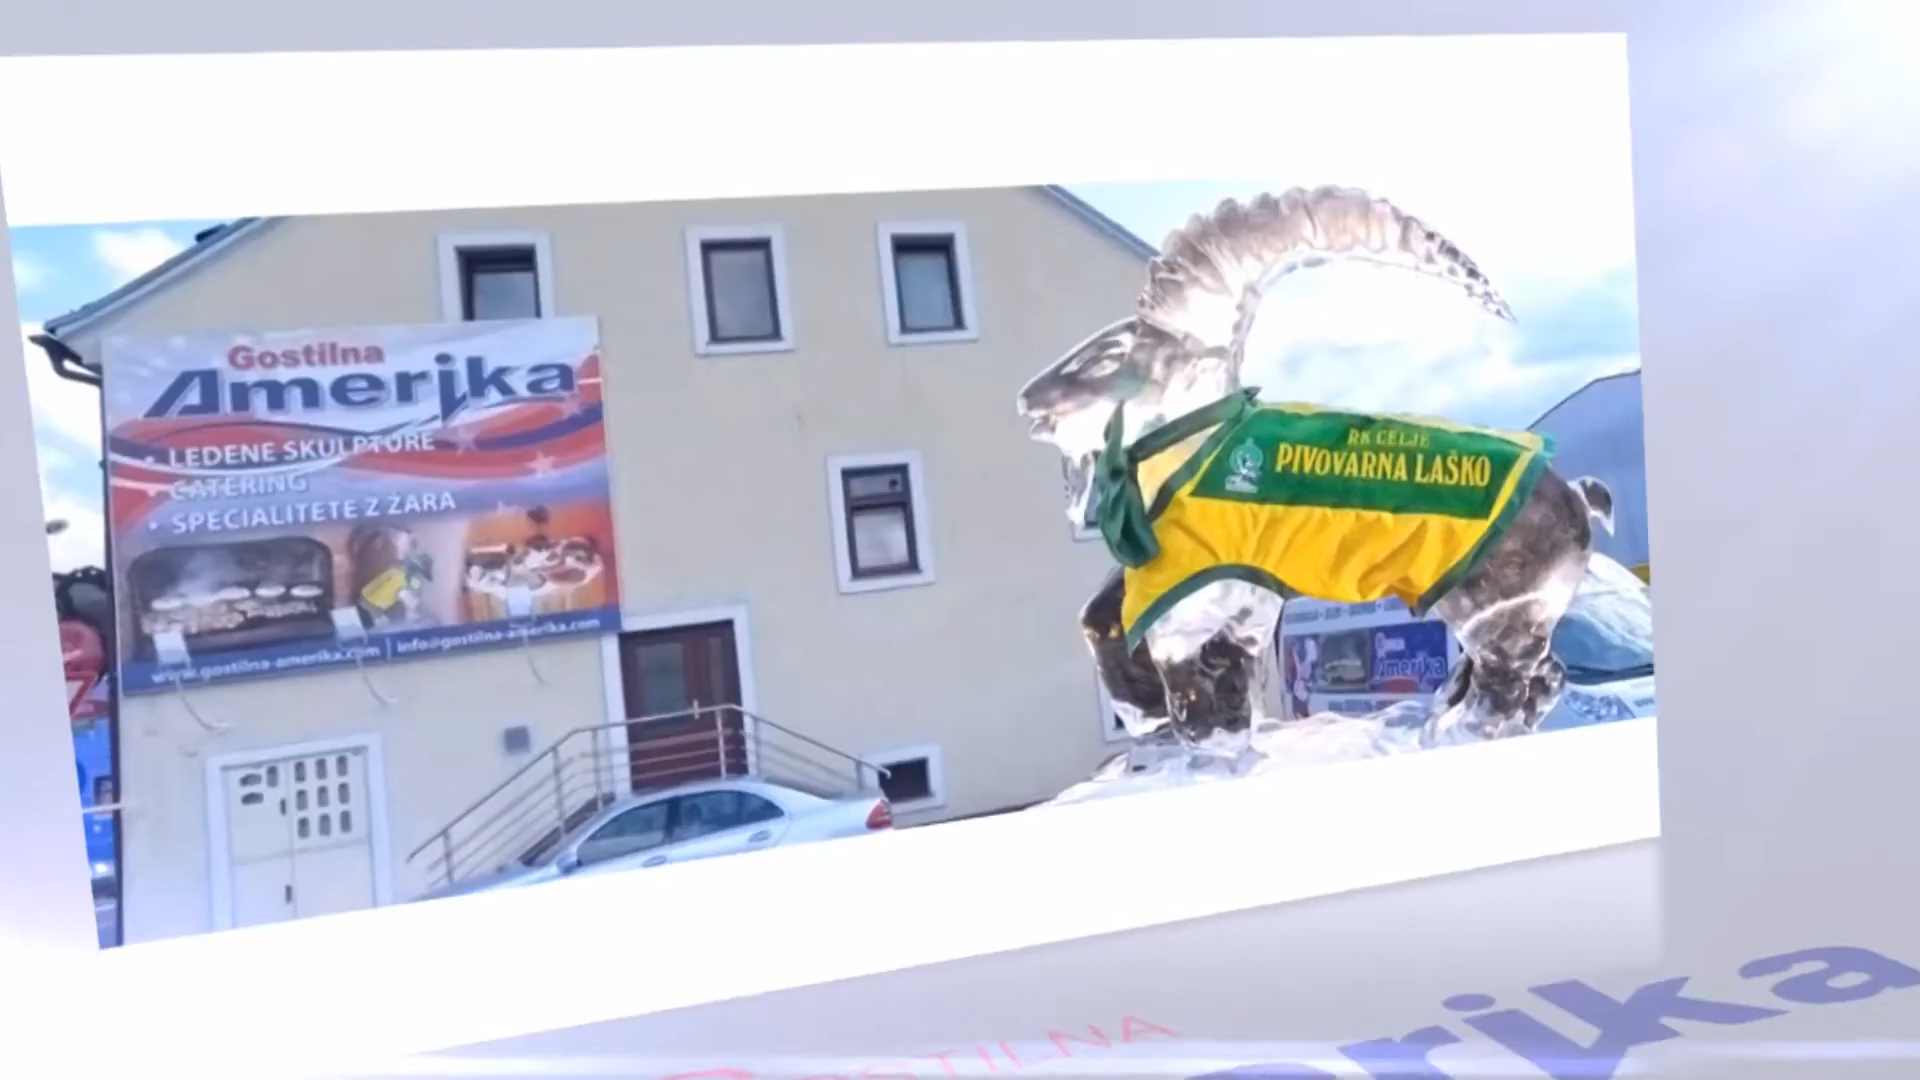 Gostilna
Amerika
• LEDENE SKULPTURE
• CATERING
• SPECIALITETE Z ŽARA
www.gostilna-amerika.com | info@gostilna-amerika.com
RK CELJE
PIVOVARNA LAŠKO
Amerika
GOSTILNA
erika